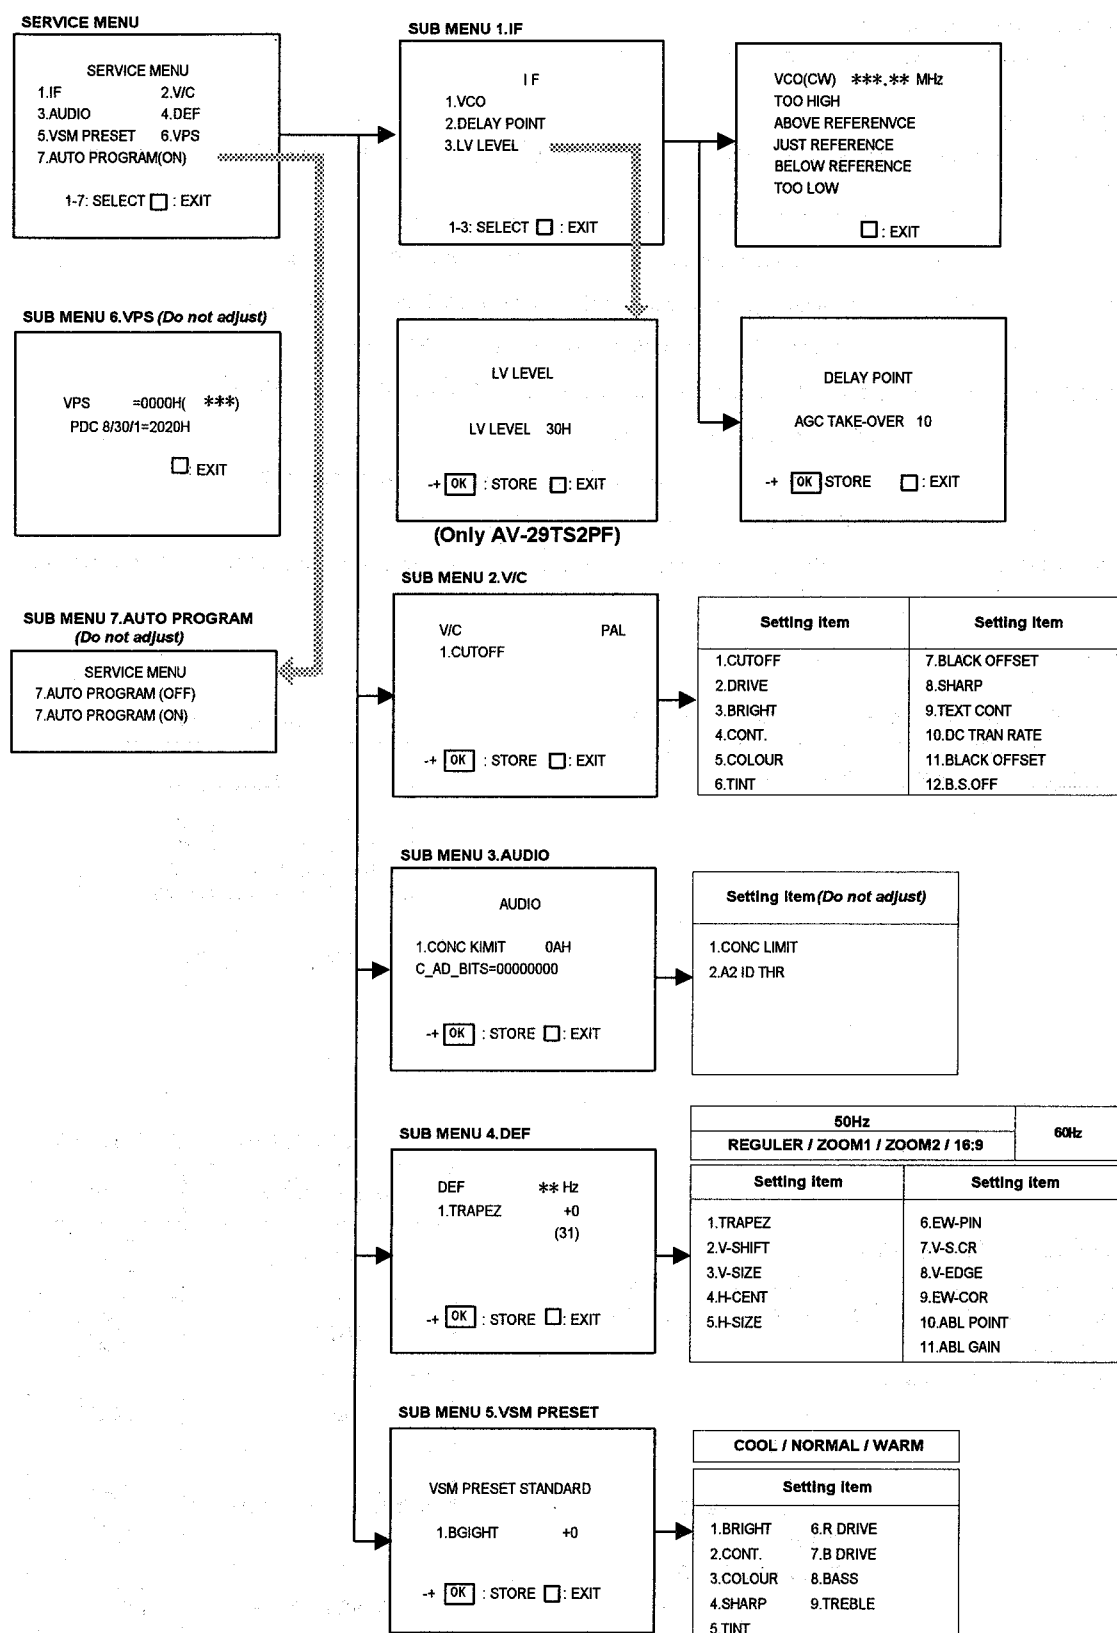 SERVICE MENU
SERVICE MENU
1.IF 2.V/C
3.AUDIO 4.DEF
5.VSM PRESET 6.VPS
7.AUTO PROGRAM(ON)
1-7: SELECT : EXIT
SUB MENU 1.IF
I F
1.VCO
2.DELAY POINT
3.LV LEVEL
1-3: SELECT : EXIT
VCO(CW) ***.** MHz
TOO HIGH
ABOVE REFERENVCE
JUST REFERENCE
BELOW REFERENCE
TOO LOW
: EXIT
SUB MENU 6.VPS (Do not adjust)
VPS =0000H( ***)
PDC 8/30/1=2020H
: EXIT
LV LEVEL
LV LEVEL 30H
-+ OK : STORE : EXIT
(Only AV-29TS2PF)
DELAY POINT
AGC TAKE-OVER 10
-+ OK STORE : EXIT
SUB MENU 7.AUTO PROGRAM
(Do not adjust)
SERVICE MENU
7.AUTO PROGRAM (OFF)
7.AUTO PROGRAM (ON)
SUB MENU 2.V/C
V/C PAL
1.CUTOFF
-+ OK : STORE : EXIT
Setting item Setting item
1.CUTOFF 7.BLACK OFFSET
2.DRIVE 8.SHARP
3.BRIGHT 9.TEXT CONT
4.CONT. 10.DC TRAN RATE
5.COLOUR 11.BLACK OFFSET
6.TINT 12.B.S.OFF
SUB MENU 3.AUDIO
AUDIO
1.CONC KIMIT 0AH
C_AD_BITS=00000000
-+ OK : STORE : EXIT
Setting item(Do not adjust)
1.CONC LIMIT
2.A2 ID THR
SUB MENU 4.DEF
DEF ** Hz
1.TRAPEZ +0
(31)
-+ OK : STORE : EXIT
50Hz 60Hz
REGULER / ZOOM1 / ZOOM2 / 16:9
Setting item Setting item
1.TRAPEZ 6.EW-PIN
2.V-SHIFT 7.V-S.CR
3.V-SIZE 8.V-EDGE
4.H-CENT 9.EW-COR
5.H-SIZE 10.ABL POINT
11.ABL GAIN
SUB MENU 5.VSM PRESET
VSM PRESET STANDARD
1.BGIGHT +0
-+ OK : STORE : EXIT
COOL / NORMAL / WARM
Setting item
1.BRIGHT 6.R DRIVE
2.CONT. 7.B DRIVE
3.COLOUR 8.BASS
4.SHARP 9.TREBLE
5.TINT